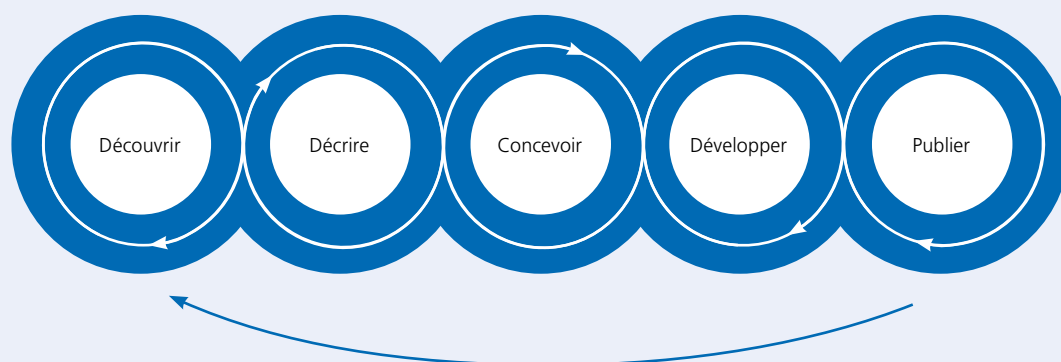 Découvrir
Décrire
Concevoir
Développer
Publier